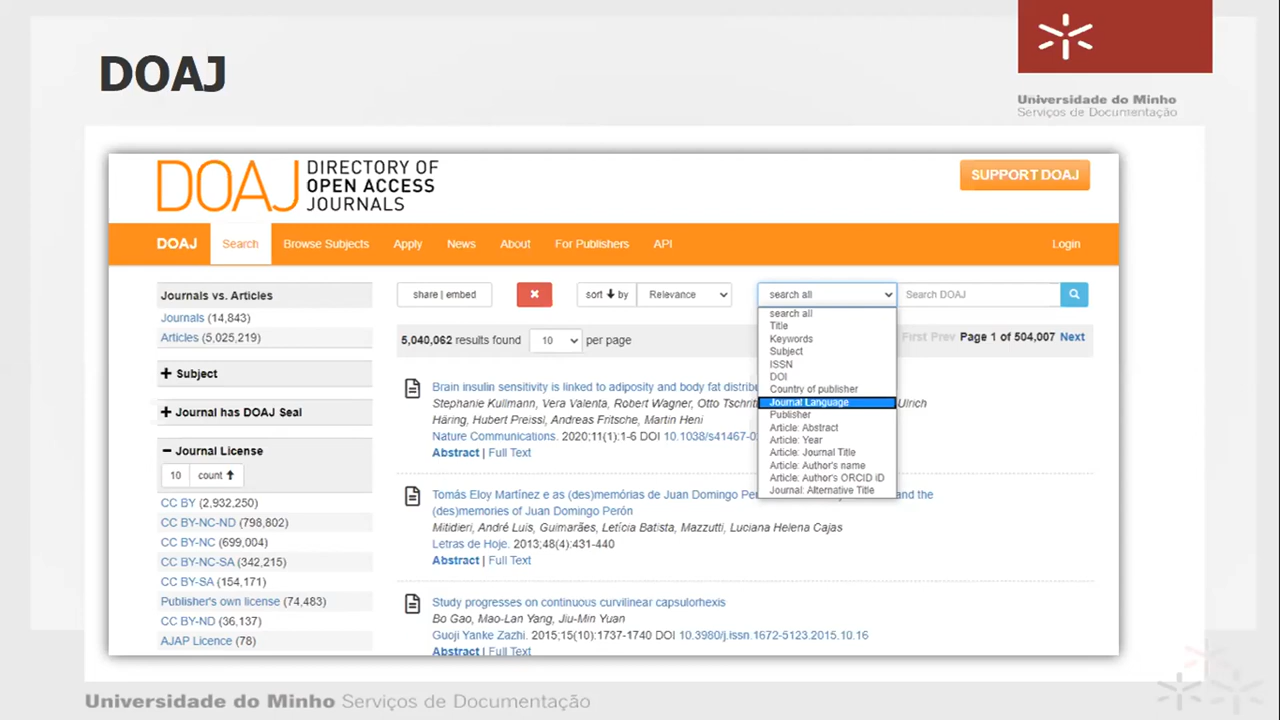 DOAJ
Universidade do Minho
Serviços de Documentação
DOAJ DIRECTORY OF
OPEN ACCESS
JOURNALS
SUPPORT DOAJ
DOAJ Search Browse Subjects Apply News About For Publishers API Login
Journals vs. Articles
Journals (14,843)
Articles (5,025,219)
Subject
Journal has DOAJ Seal
Journal License
10 count
CC BY (2,932,250)
CC BY-NC-ND (798,802)
CC BY-NC (699,004)
CC BY-NC-SA (342,215)
CC BY-SA (154,171)
Publisher's own license (74,483)
CC BY-ND (36,137)
AJAP Licence (78)
share | embed sort by Relevance search all Search DOAJ
5,040,062 results found 10 per page First Prev Page 1 of 504,007 Next
search all
Title
Keywords
Subject
ISSN
DOI
Country of publisher
Journal Language
Publisher
Article: Abstract
Article: Year
Article: Journal Title
Article: Author's name
Article: Author's ORCID ID
Journal: Alternative Title
Brain insulin sensitivity is linked to adiposity and body fat
Stephanie Kullmann, Vera Valenta, Robert Wagner, Otto Ulrich
Häring, Hubert Preissl, Andreas Fritsche, Martin Heni
Nature Communications. 2020;11(1):1-6 DOI 10.1038/s41467-0
Abstract | Full Text
Tomás Eloy Martínez e as (des)memórias de Juan Domingo and the
(des)memories of Juan Domingo Perón
Mitidieri, André Luis, Guimarães, Letícia Batista, Mazzutti, Luciana Helena Cajas
Letras de Hoje. 2013;48(4):431-440
Abstract | Full Text
Study progresses on continuous curvilinear capsulorhexis
Bo Gao, Mao-Lan Yang, Jiu-Min Yuan
Guoji Yanke Zazhi. 2015;15(10):1737-1740 DOI 10.3980/j.issn.1672-5123.2015.10.16
Abstract | Full Text
Universidade do Minho Serviços de Documentação